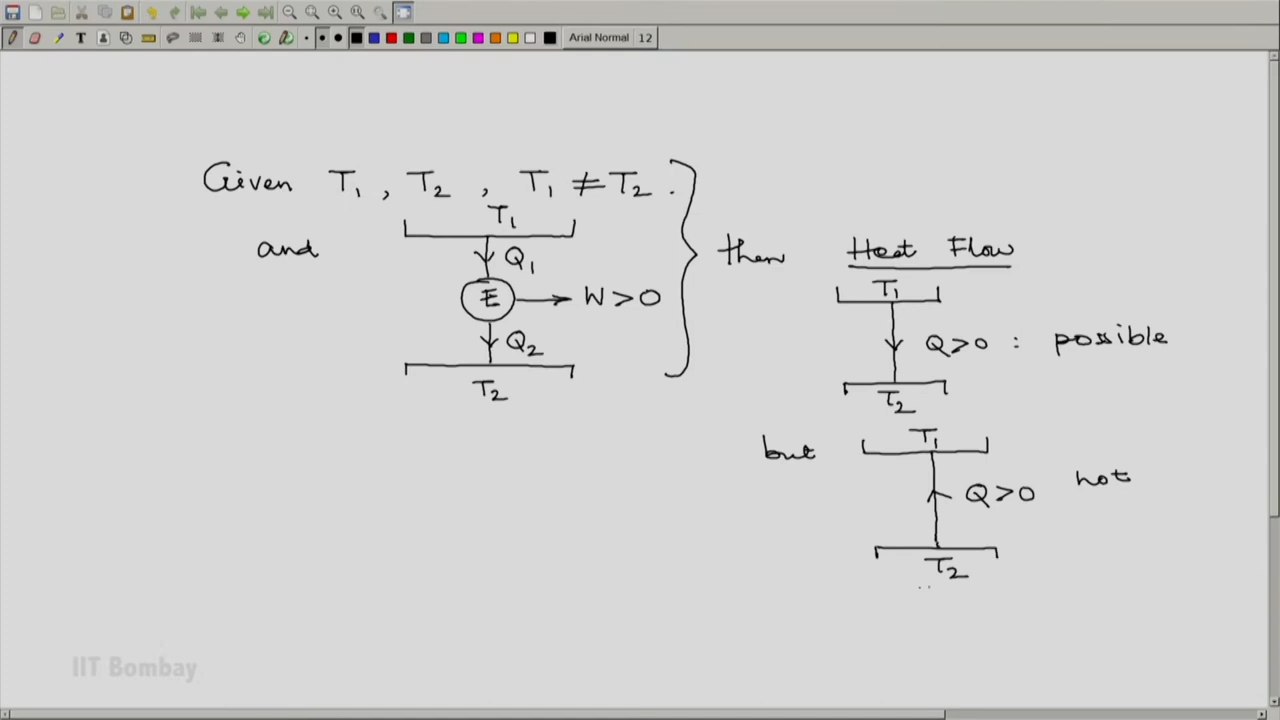 Arial Normal 12
Given T₁, T₂, T₁ ≠ T₂.
and
T₁
Q₁
E
W > 0
Q₂
T₂
then
Heat Flow
T₁
Q > 0 : possible
T₂
but
T₁
Q > 0 not
T₂
IIT Bombay